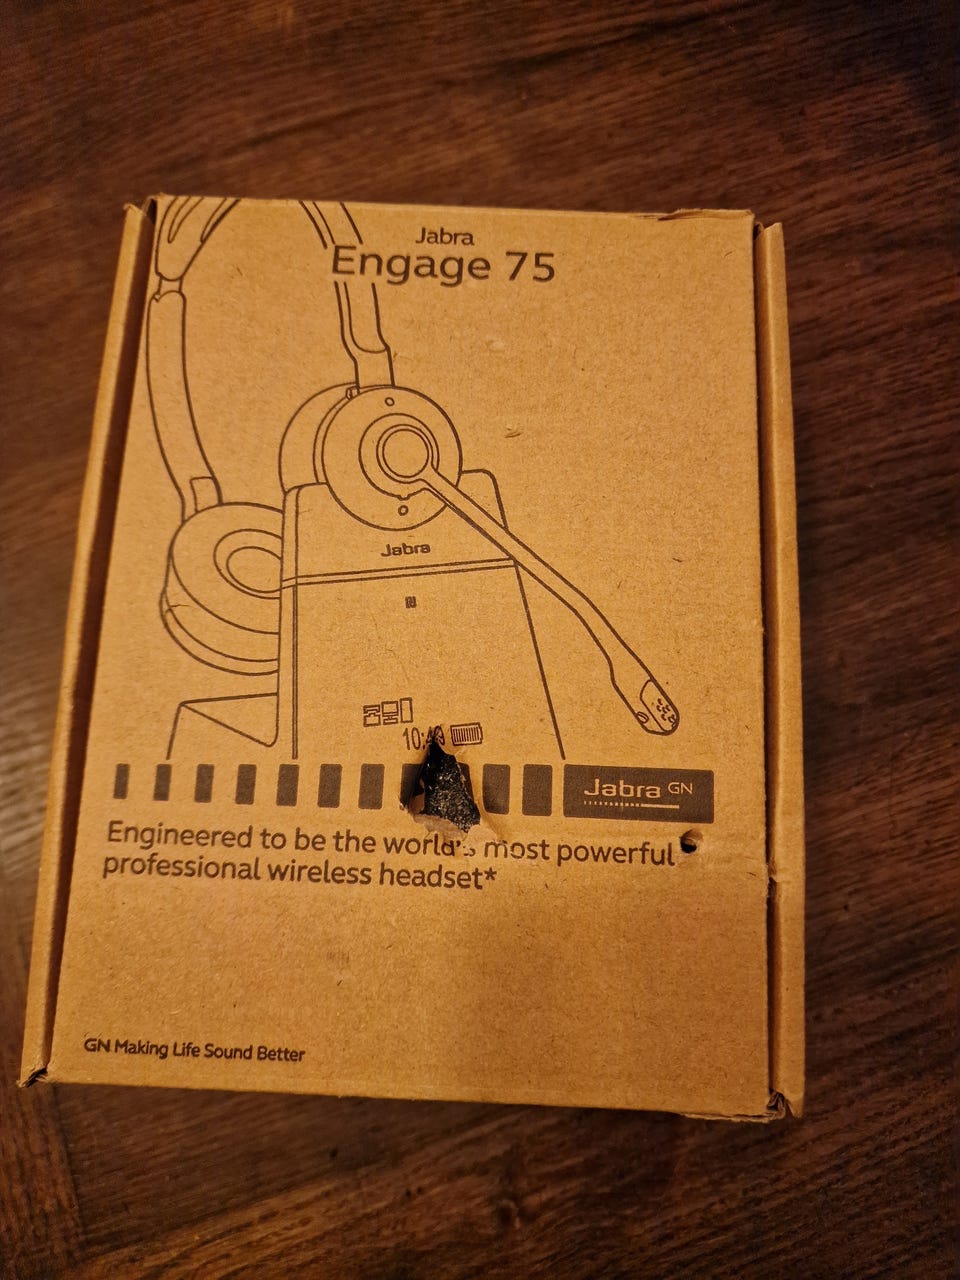 Jabra
Engage 75
Jabra
Jabra GN
Engineered to be the world's most powerful
professional wireless headset*
GN Making Life Sound Better